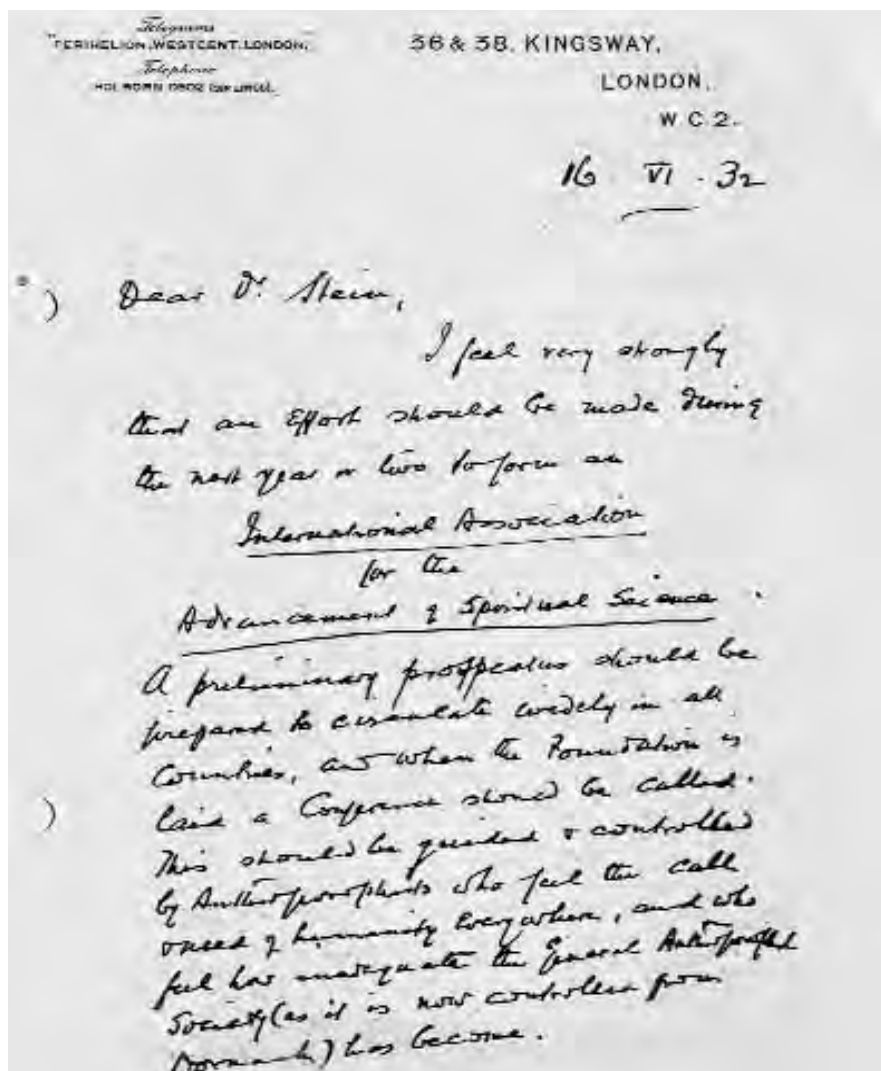 Telegrams
"PERIHELION, WESTCENT, LONDON."
Telephone
HOLBORN 0802
36 & 38, KINGSWAY,
LONDON,
W.C.2.
16 VI . 32
Dear Dr Stein,
I feel very strongly
that an Effort should be made during
the next year or two to form an
International Association
for the
Advancement of Spiritual Science .
A preliminary prospectus should be
prepared to circulate widely in all
Countries, and when the Foundation is
laid a Conference should be called.
This should be guided & controlled
by Anthroposophists who feel the call
& need of humanity Everywhere, and who
feel how inadequate the General Anthroposophical
Society (as it is now controlled from
Dornach) has become.